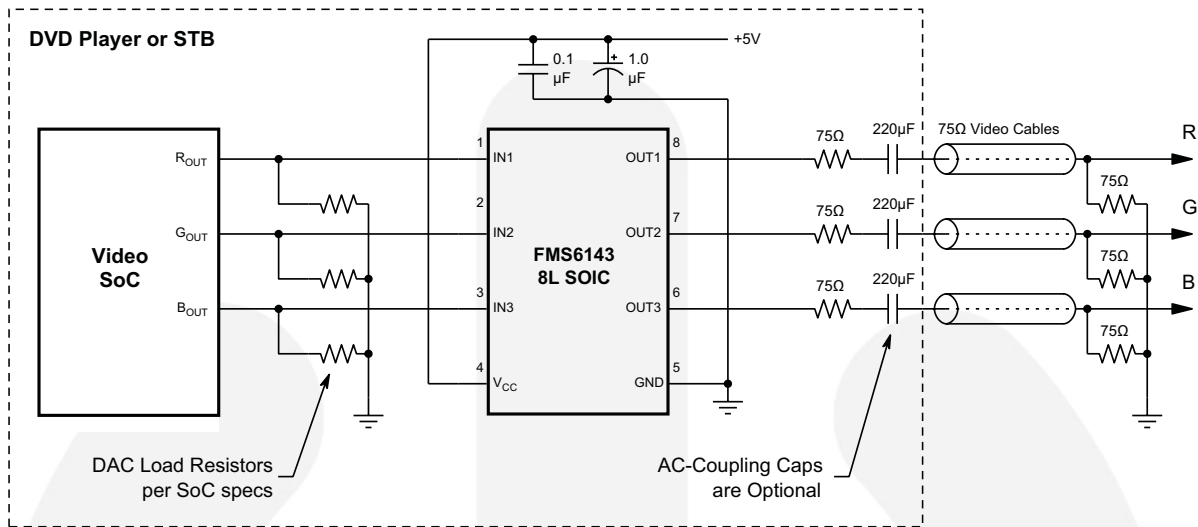 DVD Player or STB
+5V
0.1
µF
+
1.0
µF
Video
SoC
ROUT
GOUT
BOUT
DAC Load Resistors
per SoC specs
1
IN1
2
IN2
3
IN3
4
VCC
FMS6143
8L SOIC
8
OUT1
7
OUT2
6
OUT3
5
GND
75Ω
220µF
75Ω
220µF
75Ω
220µF
AC-Coupling Caps
are Optional
75Ω Video Cables
R
75Ω
G
75Ω
B
75Ω